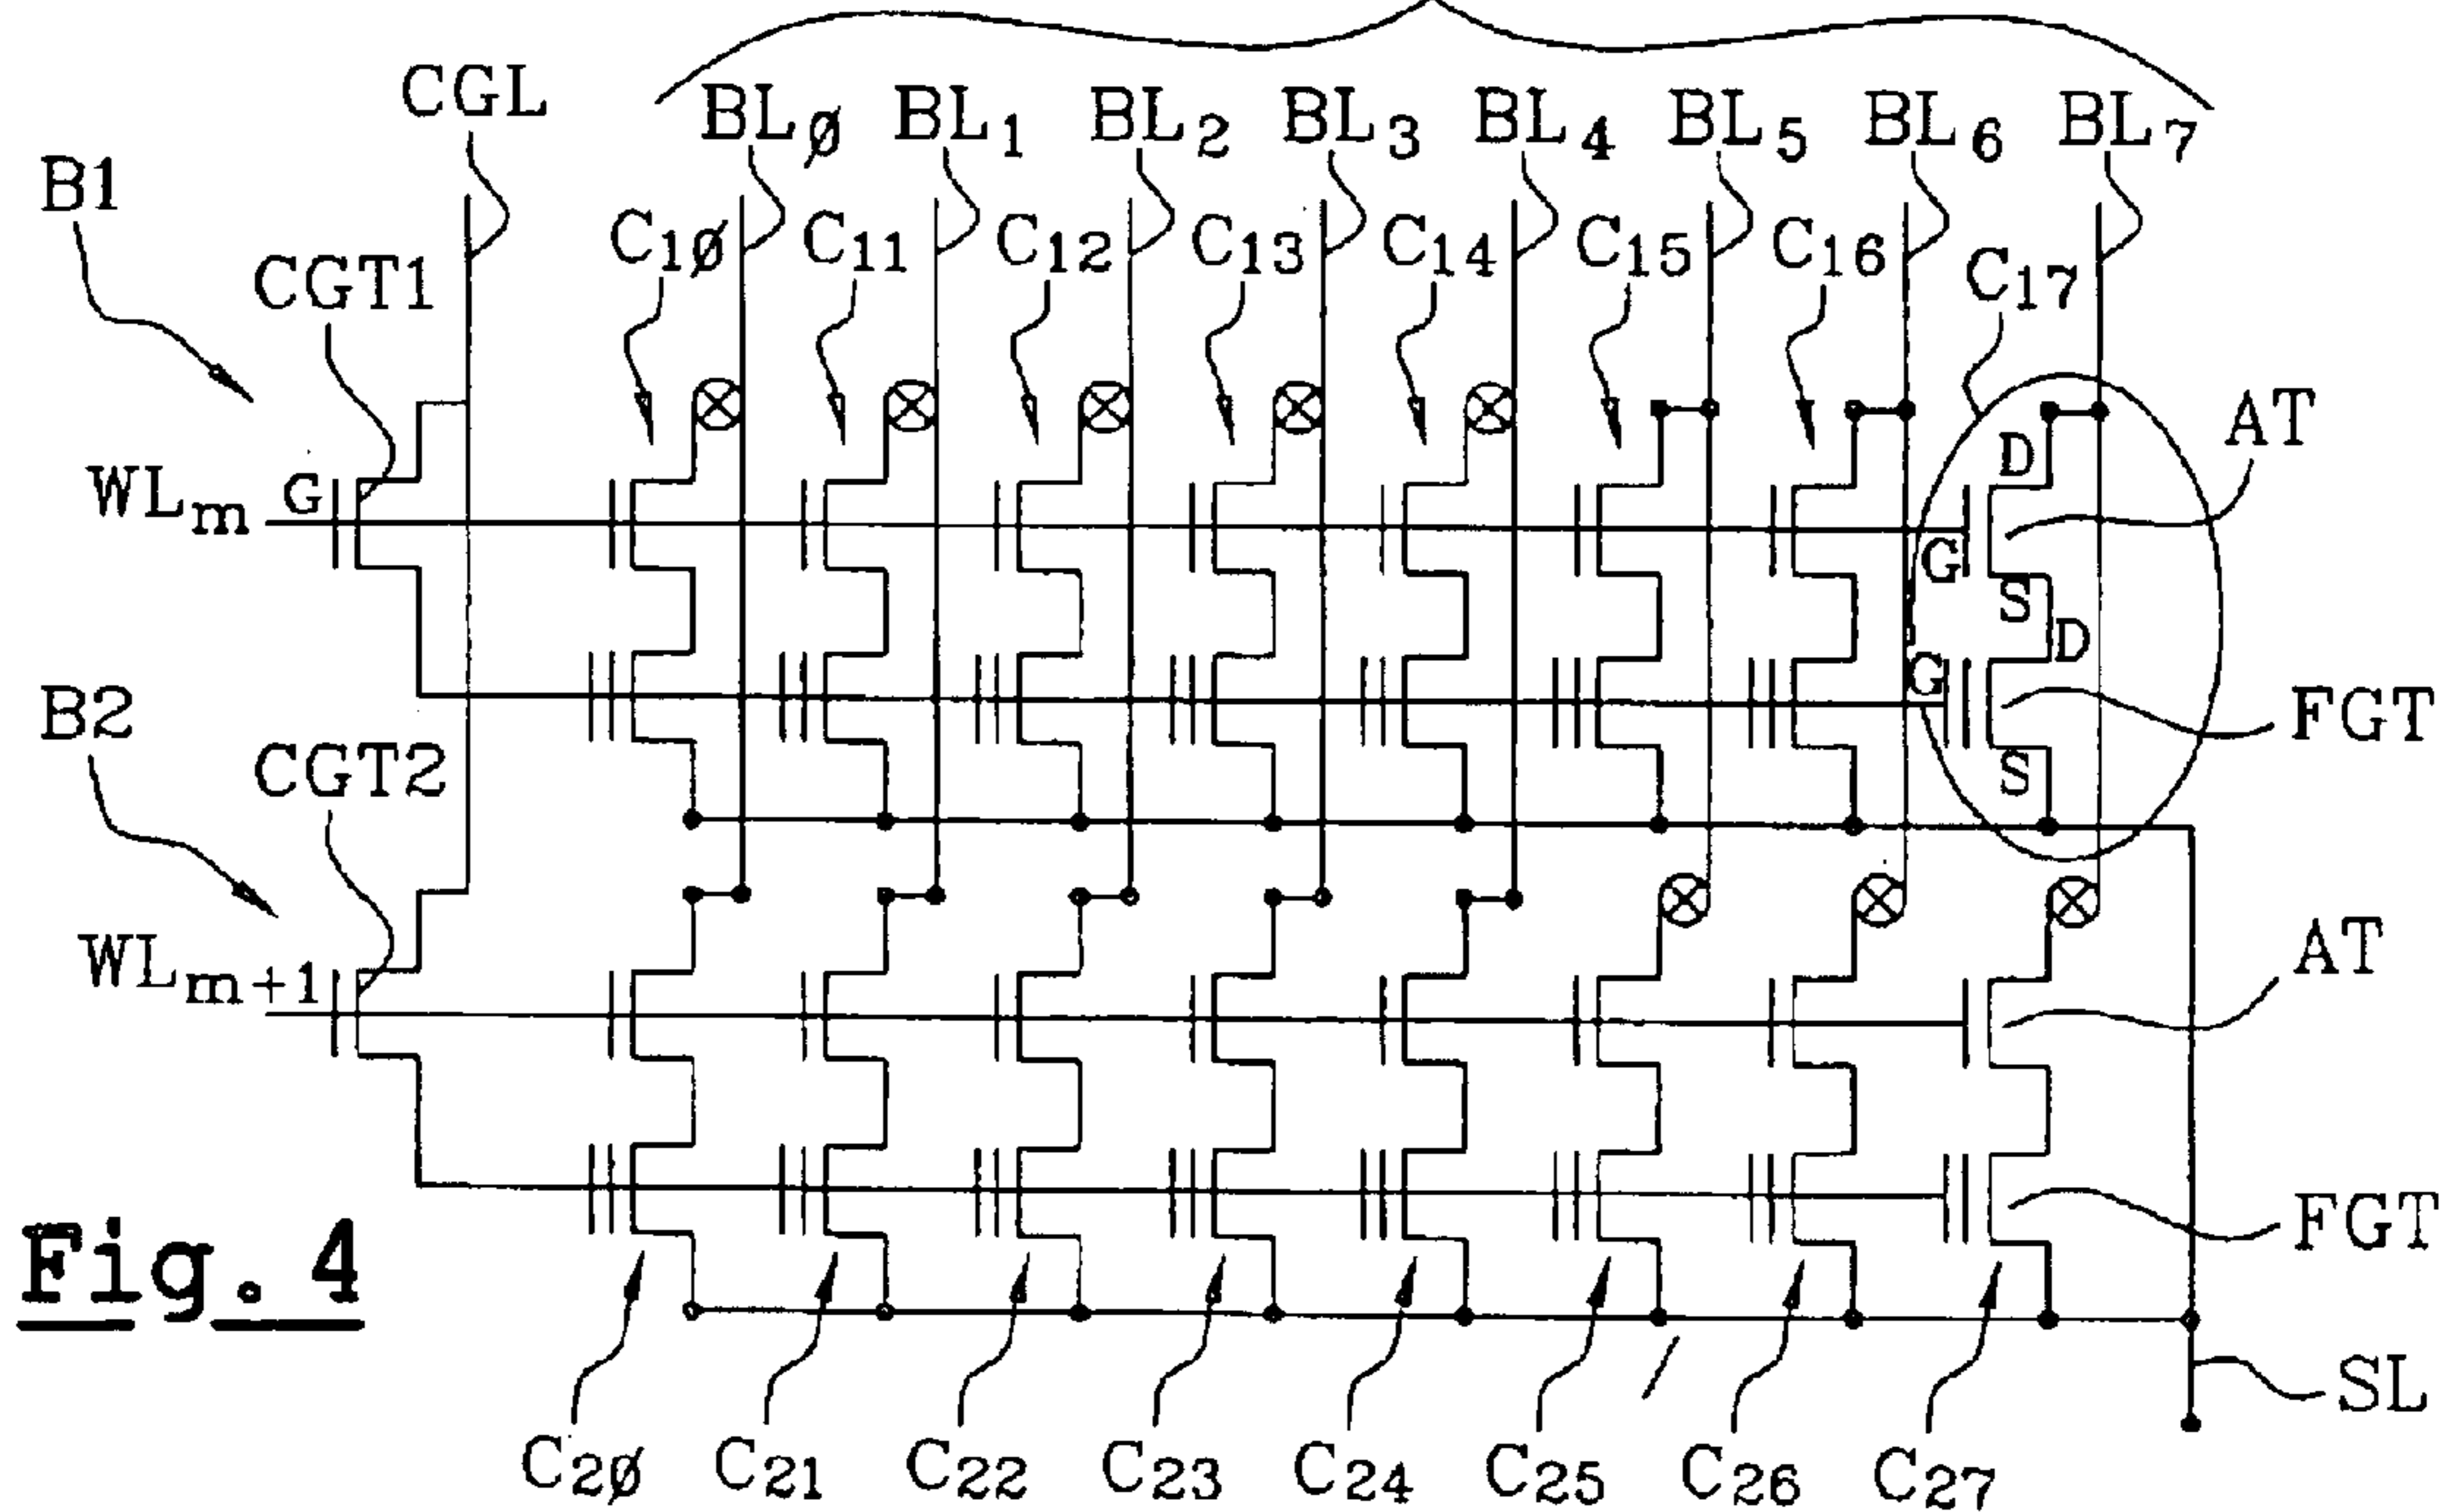 CGL
BLø BL1 BL2 BL3 BL4 BL5 BL6 BL7
B1
C1ø C11 C12 C13 C14 C15 C16 C17
CGT1
AT
D
WLm G
G
S
D
G
B2
FGT
CGT2
S
WLm+1
AT
Fig. 4
FGT
SL
C2ø C21 C22 C23 C24 C25 C26 C27